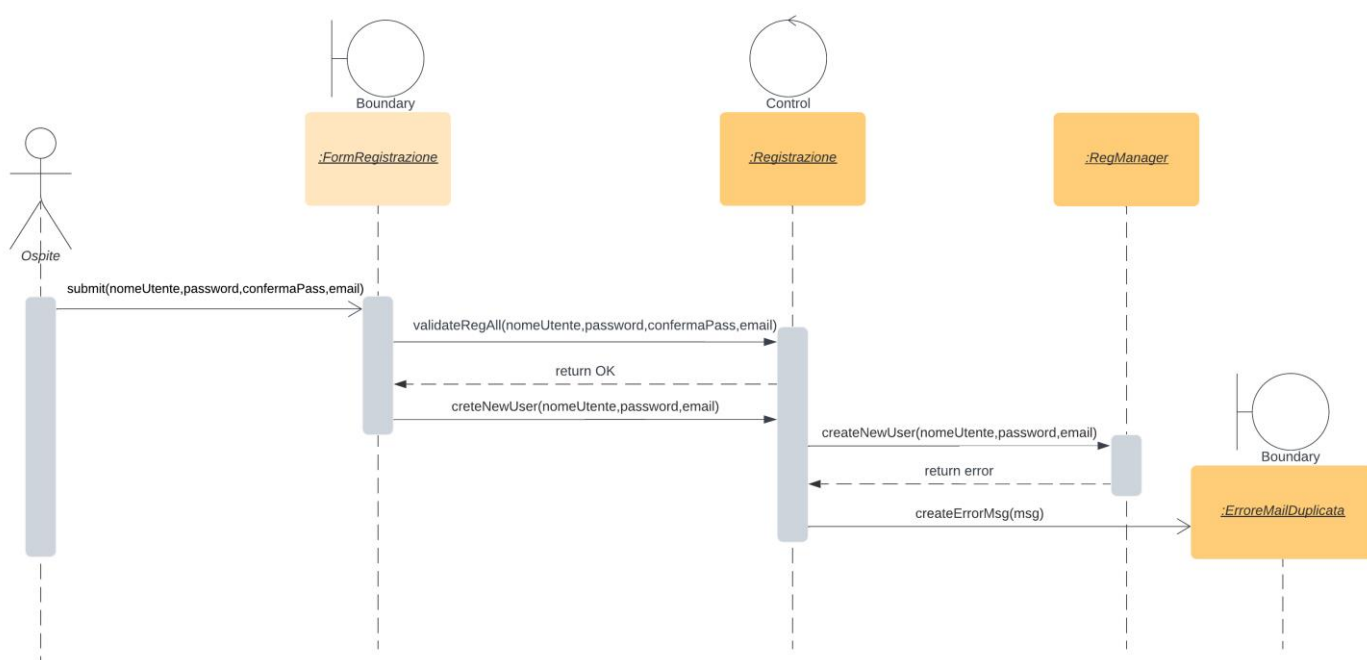 Boundary
Control
:FormRegistrazione
:Registrazione
:RegManager
Ospite
submit(nomeUtente,password,confermaPass,email)
validateRegAll(nomeUtente,password,confermaPass,email)
return OK
creteNewUser(nomeUtente,password,email)
createNewUser(nomeUtente,password,email)
Boundary
return error
:ErroreMailDuplicata
createErrorMsg(msg)